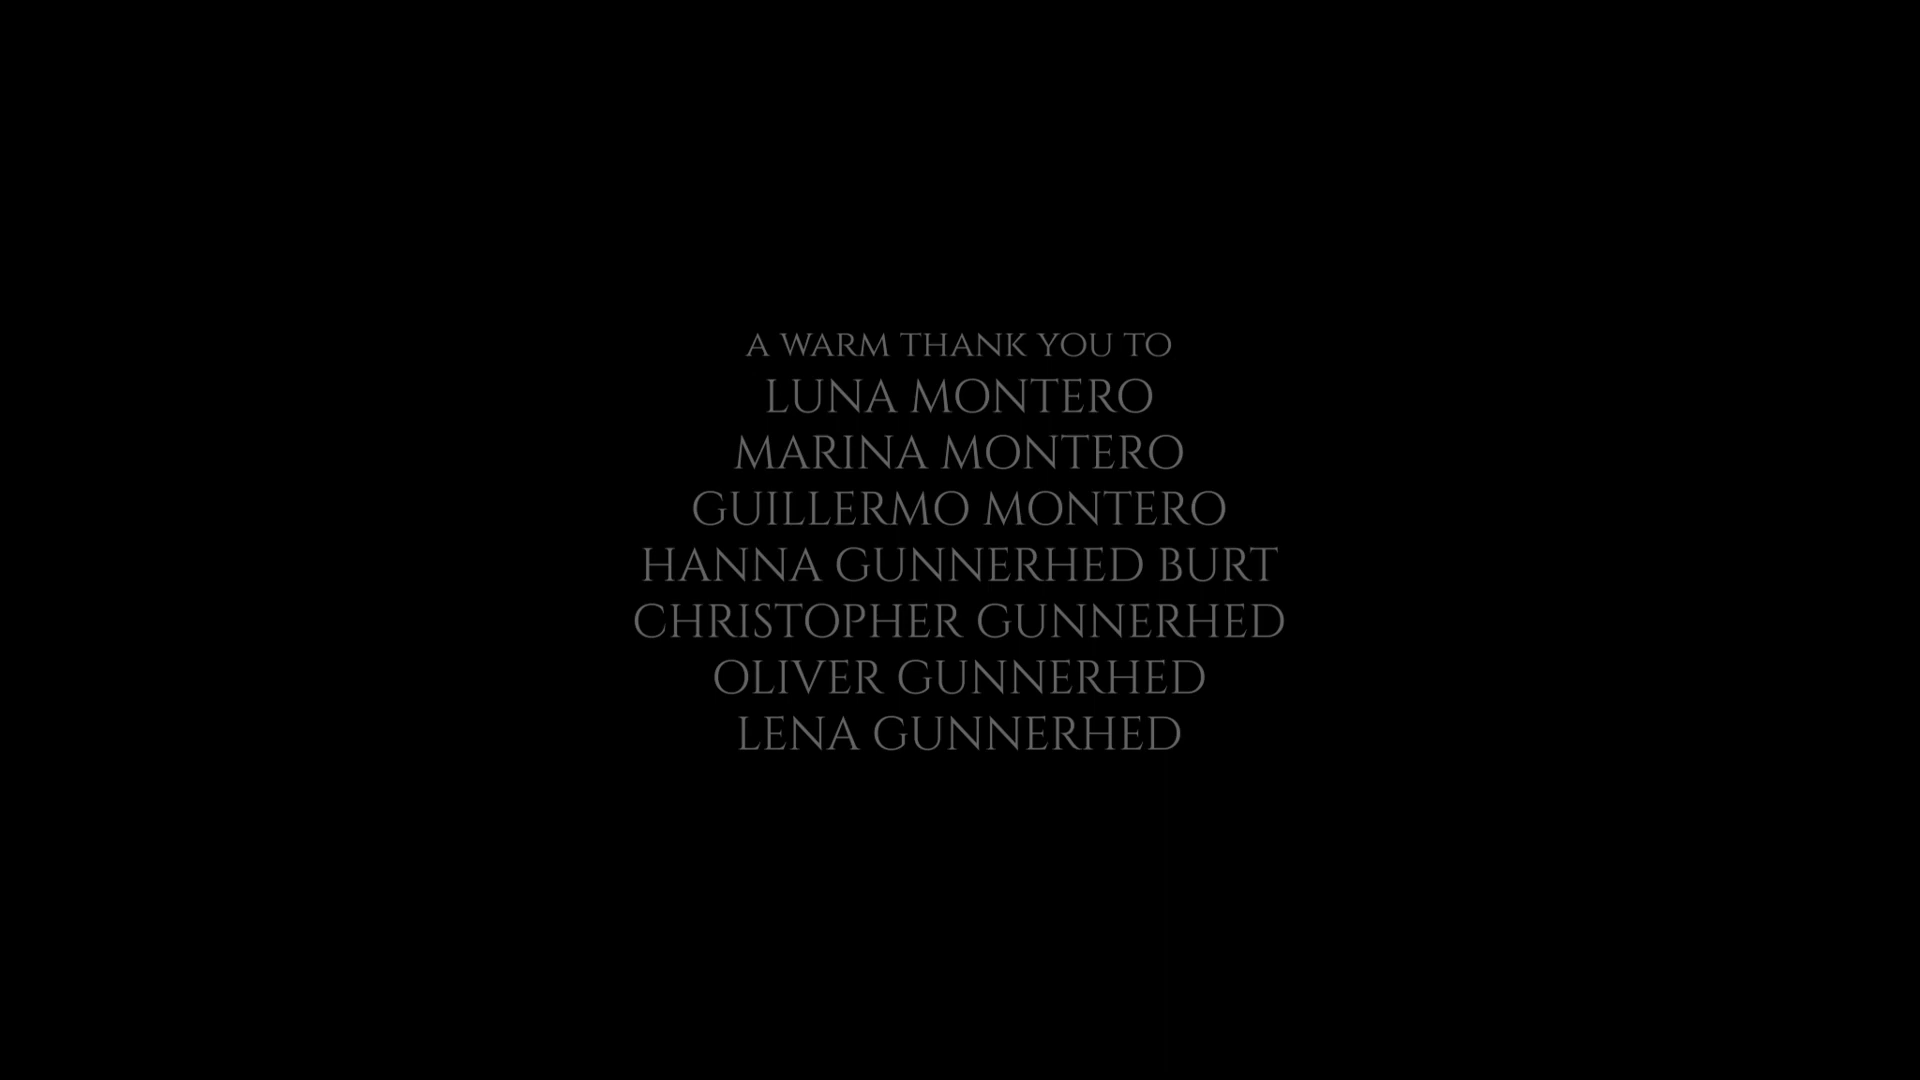 A WARM THANK YOU TO
LUNA MONTERO
MARINA MONTERO
GUILLERMO MONTERO
HANNA GUNNERHED BURT
CHRISTOPHER GUNNERHED
OLIVER GUNNERHED
LENA GUNNERHED